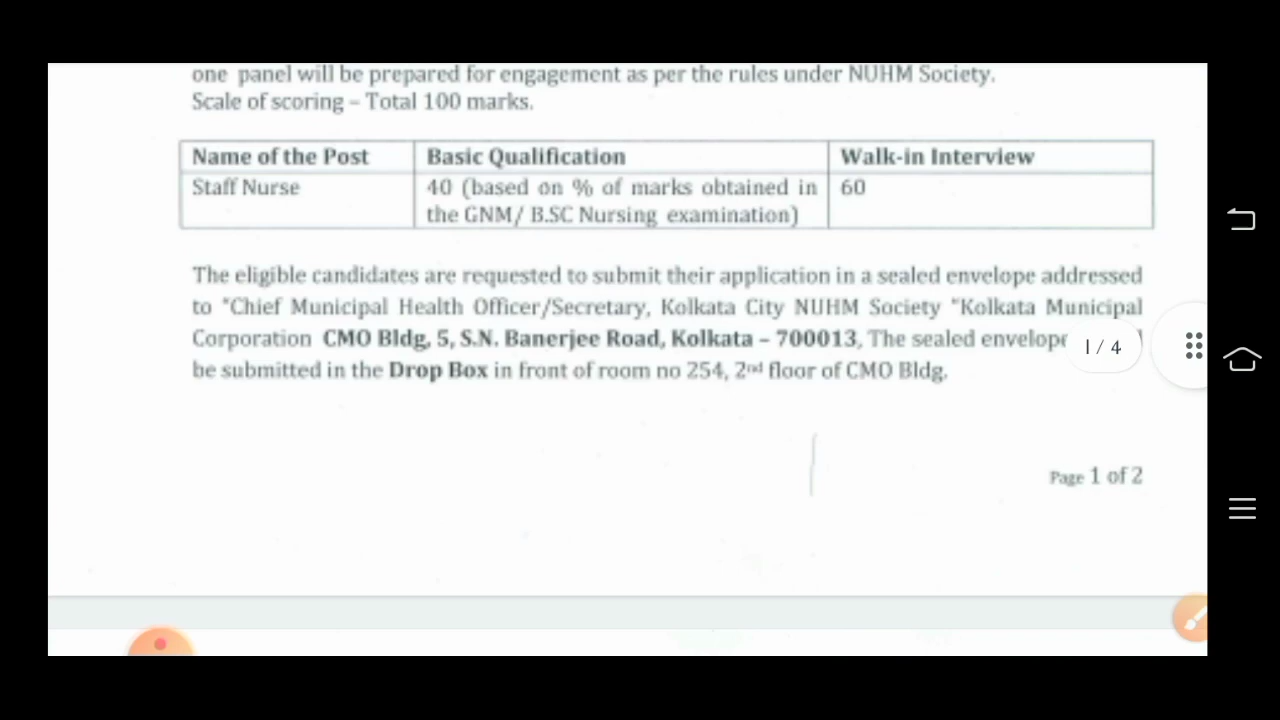 one panel will be prepared for engagement as per the rules under NUHM Society.
Scale of scoring – Total 100 marks.
Name of the Post Basic Qualification Walk-in Interview
Staff Nurse 40 (based on % of marks obtained in 60
the GNM/ B.SC Nursing examination)
The eligible candidates are requested to submit their application in a sealed envelope addressed
to "Chief Municipal Health Officer/Secretary, Kolkata City NUHM Society "Kolkata Municipal
Corporation CMO Bldg, 5, S.N. Banerjee Road, Kolkata – 700013, The sealed envelope
1 / 4
be submitted in the Drop Box in front of room no 254, 2nd floor of CMO Bldg.
Page 1 of 2